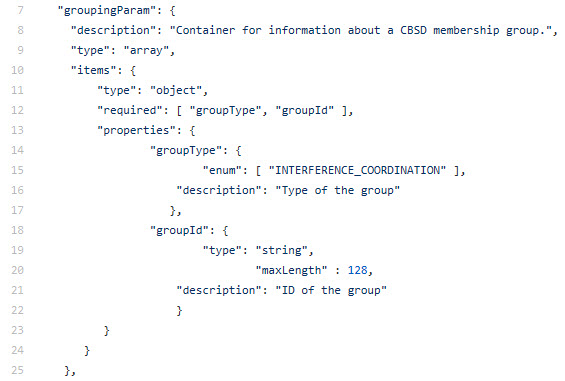 7 "groupingParam": {
8 "description": "Container for information about a CBSD membership group.",
9 "type": "array",
10 "items": {
11 "type": "object",
12 "required": [ "groupType", "groupId" ],
13 "properties": {
14 "groupType": {
15 "enum": [ "INTERFERENCE_COORDINATION" ],
16 "description": "Type of the group"
17 },
18 "groupId": {
19 "type": "string",
20 "maxLength" : 128,
21 "description": "ID of the group"
22 }
23 }
24 }
25 },